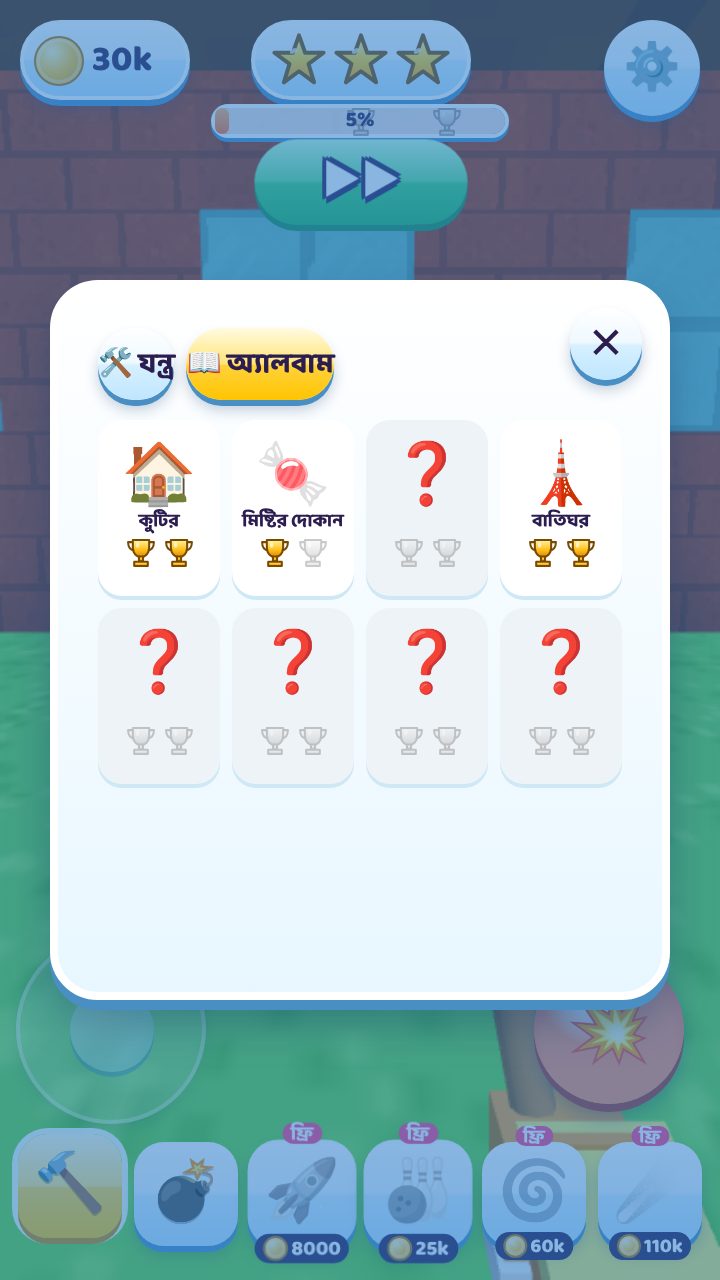 30k
5%
যন্ত্র
অ্যালবাম
কুটির
মিষ্টির দোকান
বাতিঘর
ফ্রি
ফ্রি
ফ্রি
ফ্রি
8000
25k
60k
110k